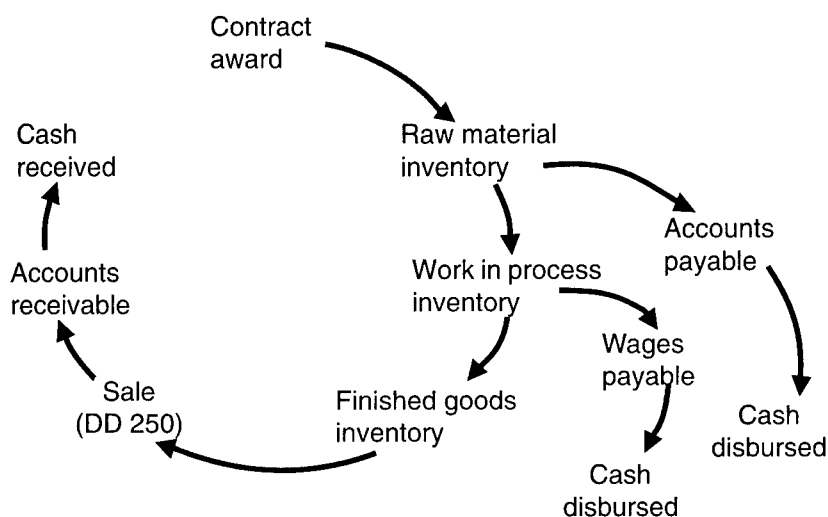 Contract
award
Raw material
inventory
Cash
received
Accounts
payable
Work in process
inventory
Accounts
receivable
Wages
payable
Sale
(DD 250)
Finished goods
inventory
Cash
disbursed
Cash
disbursed